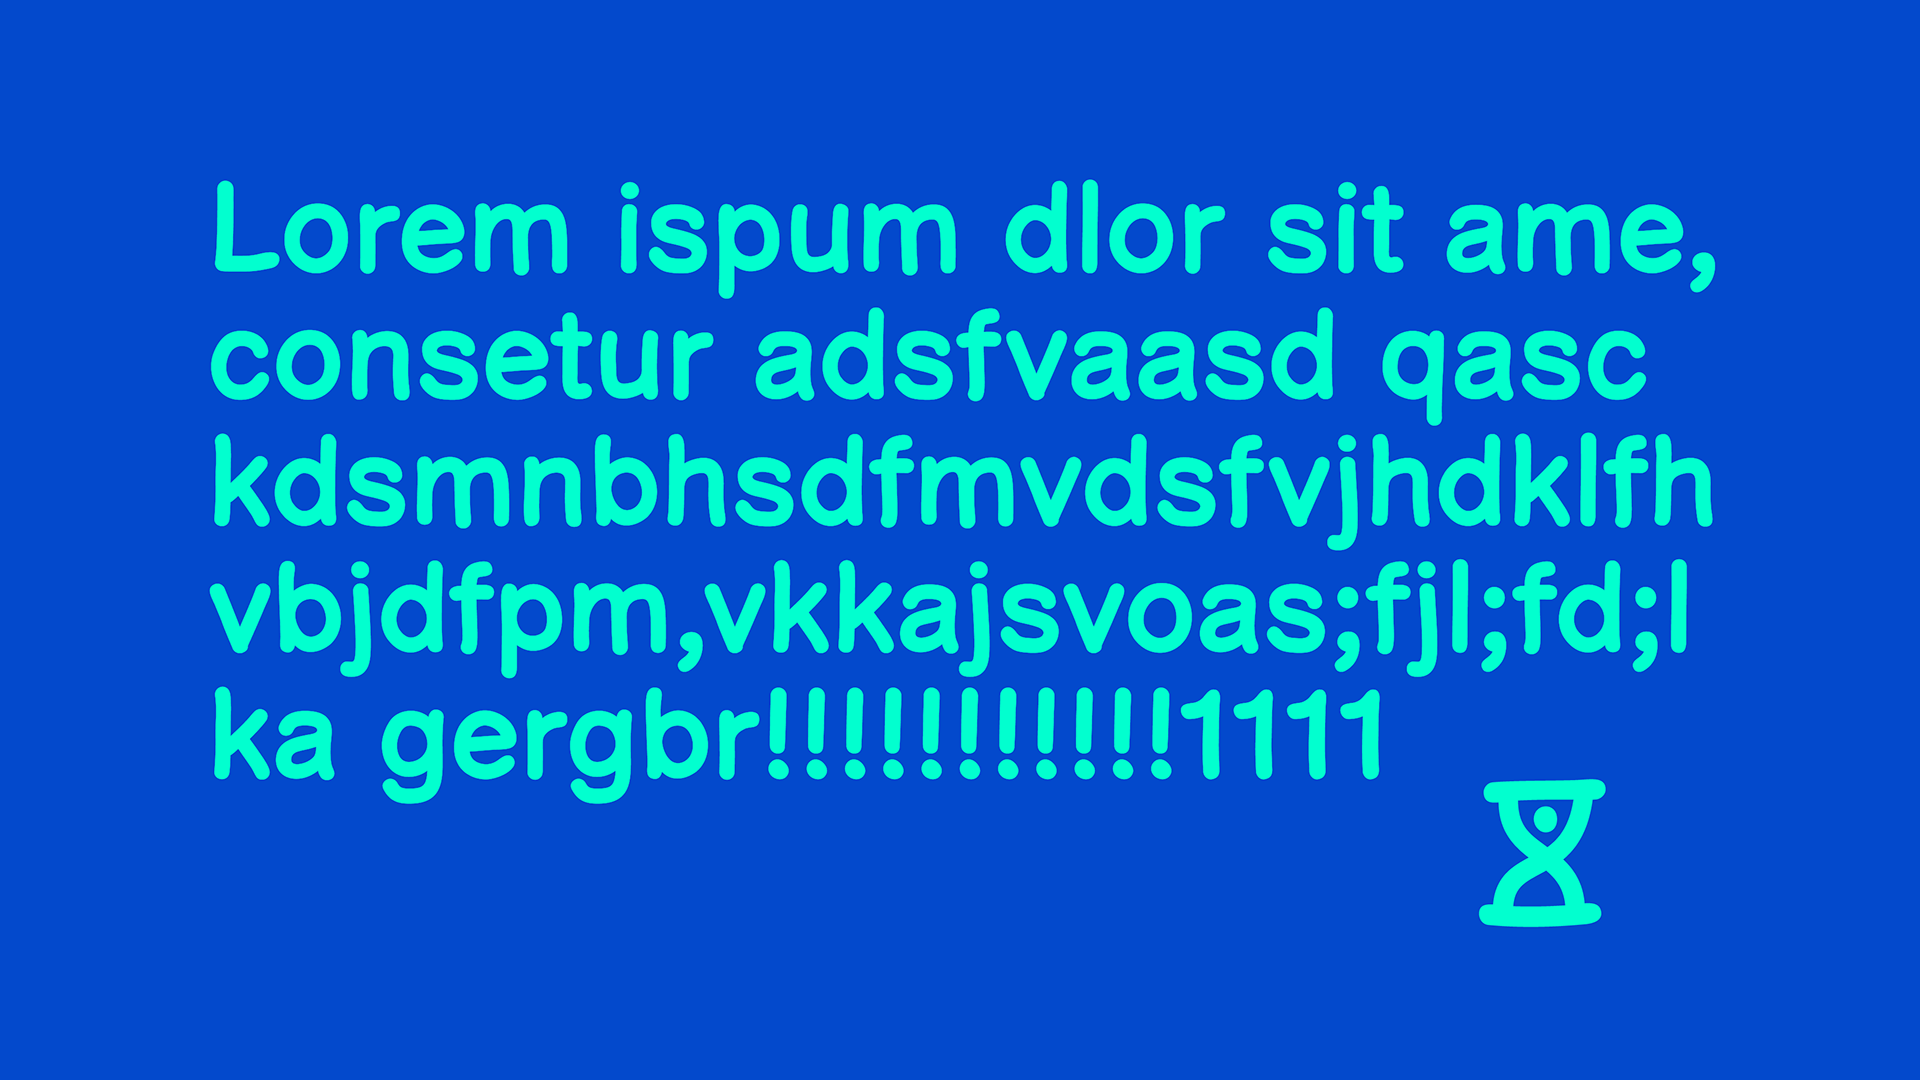 Lorem ispum dlor sit ame,
consetur adsfvaasd qasc
kdsmnbhsdfmvdsfvjhdklfh
vbjdfpm,vkkajsvoas;fjl;fd;l
ka gergbr!!!!!!!!!!!1111